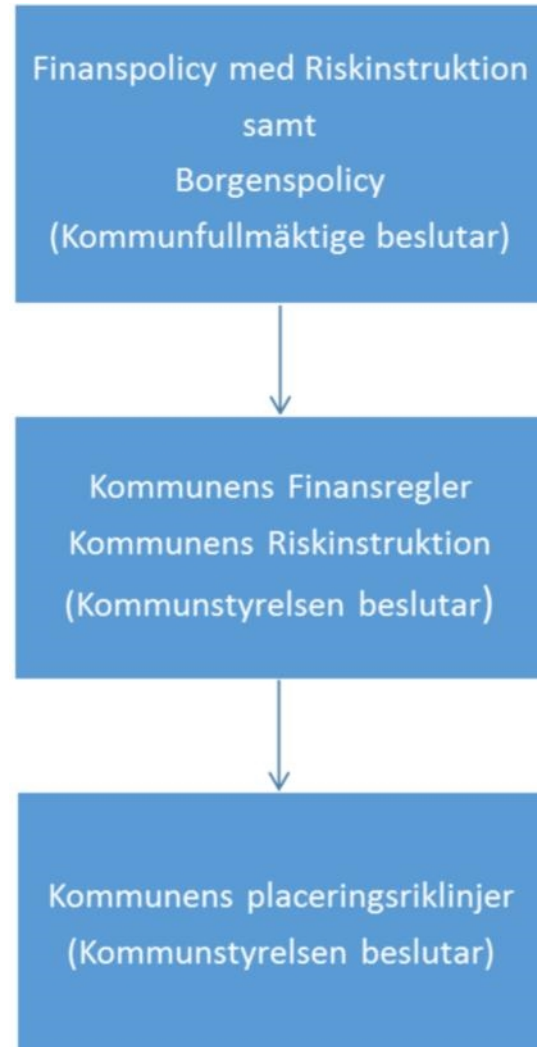 Finanspolicy med Riskinstruktion
samt
Borgenspolicy
(Kommunfullmäktige beslutar)
Kommunens Finansregler
Kommunens Riskinstruktion
(Kommunstyrelsen beslutar)
Kommunens placeringsriklinjer
(Kommunstyrelsen beslutar)